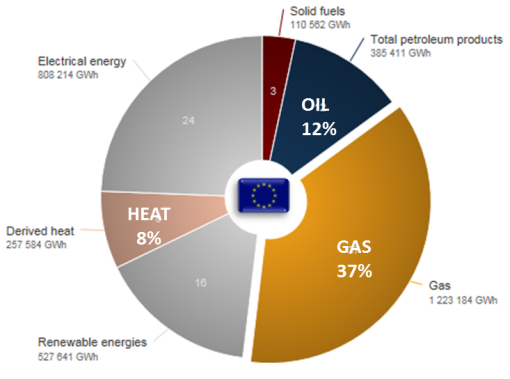 Solid fuels
110 562 GWh
Total petroleum products
385 411 GWh
Electrical energy
808 214 GWh
3
OIL
12%
24
HEAT
8%
Derived heat
257 584 GWh
GAS
37%
16
Gas
1 223 184 GWh
Renewable energies
527 641 GWh